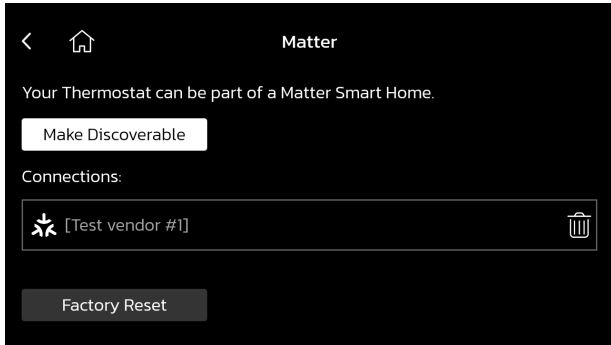 Matter
Your Thermostat can be part of a Matter Smart Home.
Make Discoverable
Connections:
[Test vendor #1]
Factory Reset